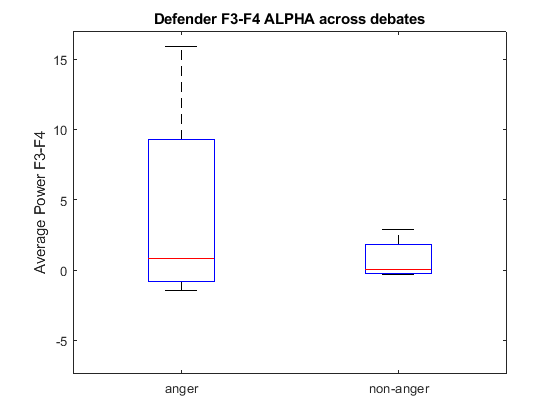 Defender F3-F4 ALPHA across debates
Average Power F3-F4
15
10
5
0
-5
anger
non-anger